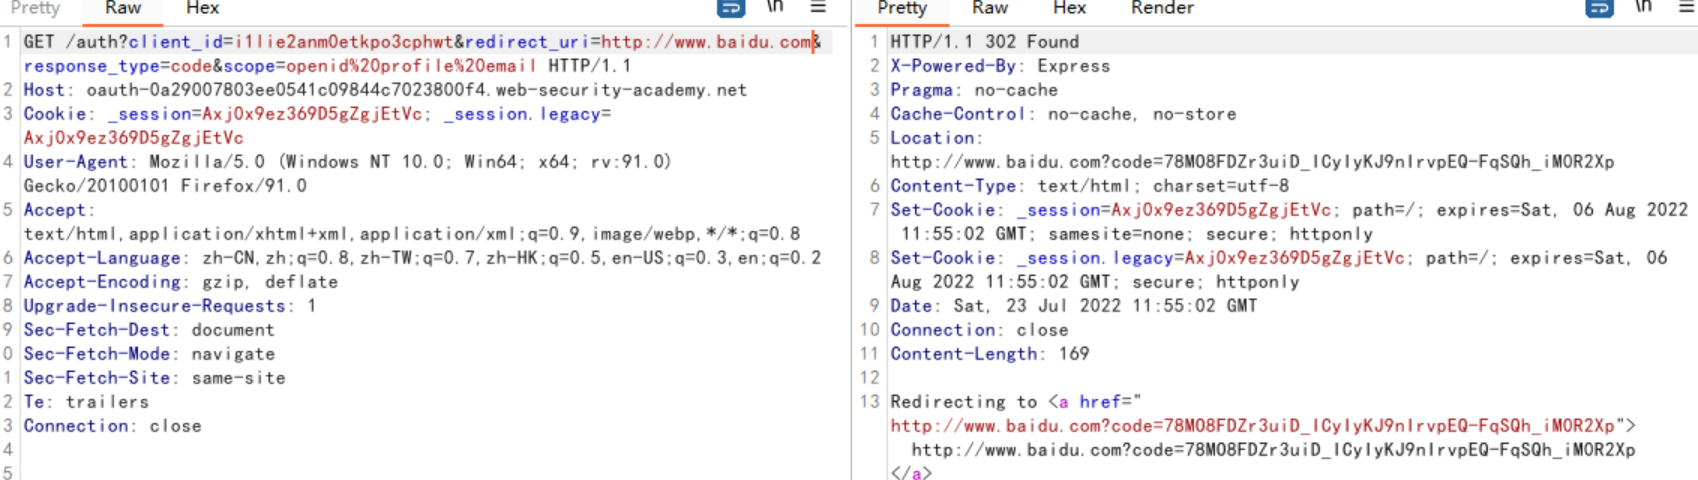 Pretty Raw Hex \n
1 GET /auth?client_id=i1lie2anm0etkpo3cphwt&redirect_uri=http://www.baidu.com&
response_type=code&scope=openid%20profile%20email HTTP/1.1
2 Host: oauth-0a29007803ee0541c09844c7023800f4.web-security-academy.net
3 Cookie: _session=Axj0x9ez369D5gZgjEtVc; _session.legacy=
Axj0x9ez369D5gZgjEtVc
4 User-Agent: Mozilla/5.0 (Windows NT 10.0; Win64; x64; rv:91.0)
Gecko/20100101 Firefox/91.0
5 Accept:
text/html,application/xhtml+xml,application/xml;q=0.9,image/webp,*/*;q=0.8
6 Accept-Language: zh-CN,zh;q=0.8,zh-TW;q=0.7,zh-HK;q=0.5,en-US;q=0.3,en;q=0.2
7 Accept-Encoding: gzip, deflate
8 Upgrade-Insecure-Requests: 1
9 Sec-Fetch-Dest: document
0 Sec-Fetch-Mode: navigate
1 Sec-Fetch-Site: same-site
2 Te: trailers
3 Connection: close
4
5
Pretty Raw Hex Render \n
1 HTTP/1.1 302 Found
2 X-Powered-By: Express
3 Pragma: no-cache
4 Cache-Control: no-cache, no-store
5 Location:
http://www.baidu.com?code=78M08FDZr3uiD_ICyIyKJ9nIrvpEQ-FqSQh_iM0R2Xp
6 Content-Type: text/html; charset=utf-8
7 Set-Cookie: _session=Axj0x9ez369D5gZgjEtVc; path=/; expires=Sat, 06 Aug 2022
11:55:02 GMT; samesite=none; secure; httponly
8 Set-Cookie: _session.legacy=Axj0x9ez369D5gZgjEtVc; path=/; expires=Sat, 06
Aug 2022 11:55:02 GMT; secure; httponly
9 Date: Sat, 23 Jul 2022 11:55:02 GMT
10 Connection: close
11 Content-Length: 169
12
13 Redirecting to <a href="
http://www.baidu.com?code=78M08FDZr3uiD_ICyIyKJ9nIrvpEQ-FqSQh_iM0R2Xp">
http://www.baidu.com?code=78M08FDZr3uiD_ICyIyKJ9nIrvpEQ-FqSQh_iM0R2Xp
</a>